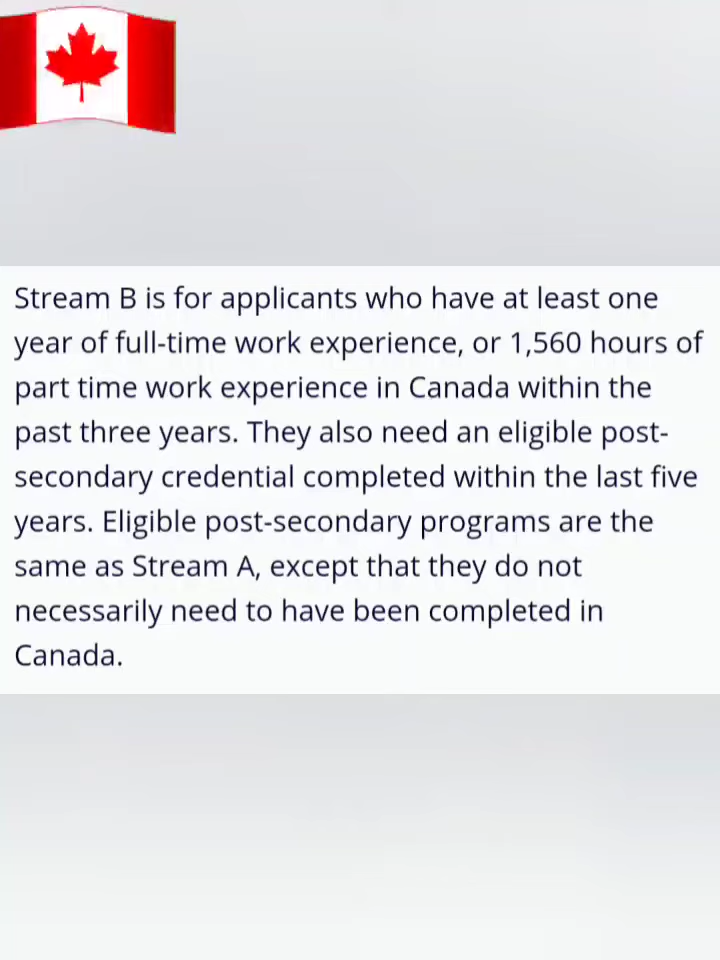 Stream B is for applicants who have at least one
year of full-time work experience, or 1,560 hours of
part time work experience in Canada within the
past three years. They also need an eligible post-
secondary credential completed within the last five
years. Eligible post-secondary programs are the
same as Stream A, except that they do not
necessarily need to have been completed in
Canada.